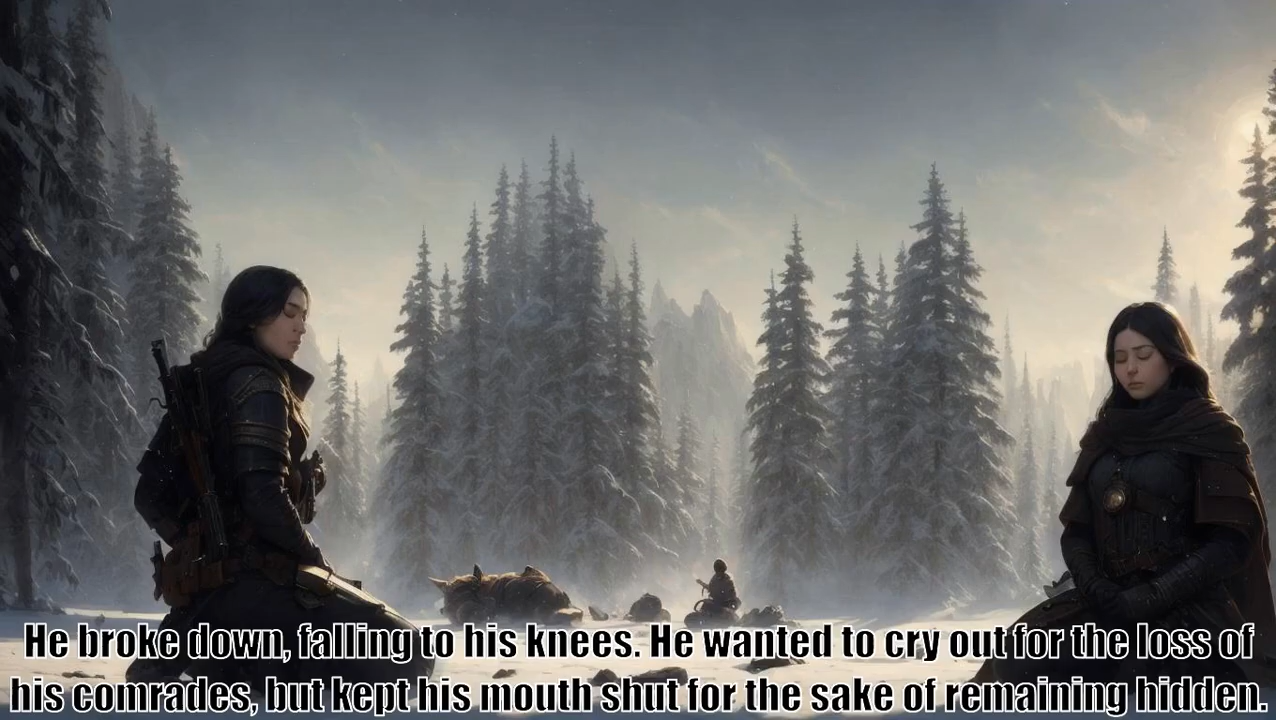 He broke down, falling to his knees. He wanted to cry out for the loss of
his comrades, but kept his mouth shut for the sake of remaining hidden.